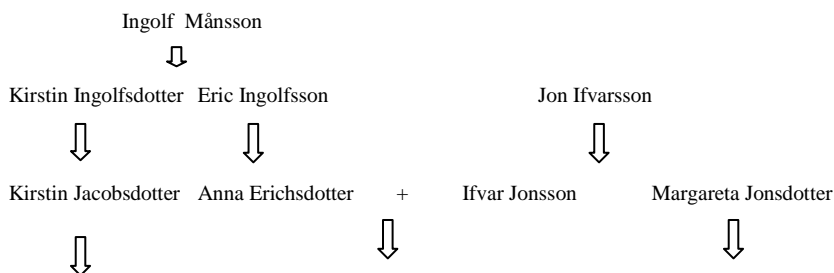 Ingolf Månsson
Kirstin Ingolfsdotter Eric Ingolfsson Jon Ifvarsson
Kirstin Jacobsdotter Anna Erichsdotter + Ifvar Jonsson Margareta Jonsdotter